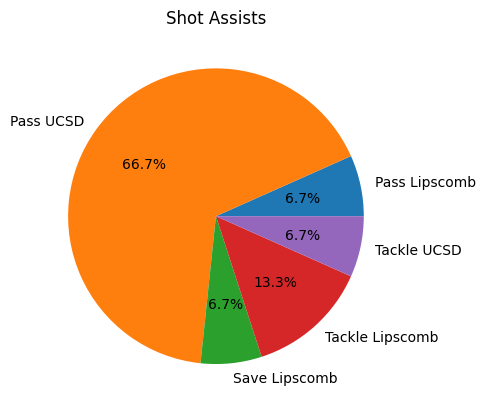 Shot Assists
Pass UCSD
66.7%
Pass Lipscomb
6.7%
6.7%
Tackle UCSD
13.3%
6.7%
Tackle Lipscomb
Save Lipscomb